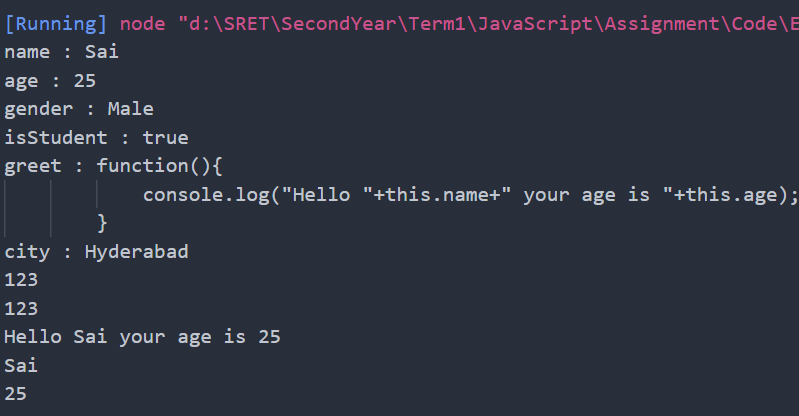 [Running] node "d:\SRET\SecondYear\Term1\JavaScript\Assignment\Code\E
name : Sai
age : 25
gender : Male
isStudent : true
greet : function(){
console.log("Hello "+this.name+" your age is "+this.age);
}
city : Hyderabad
123
123
Hello Sai your age is 25
Sai
25